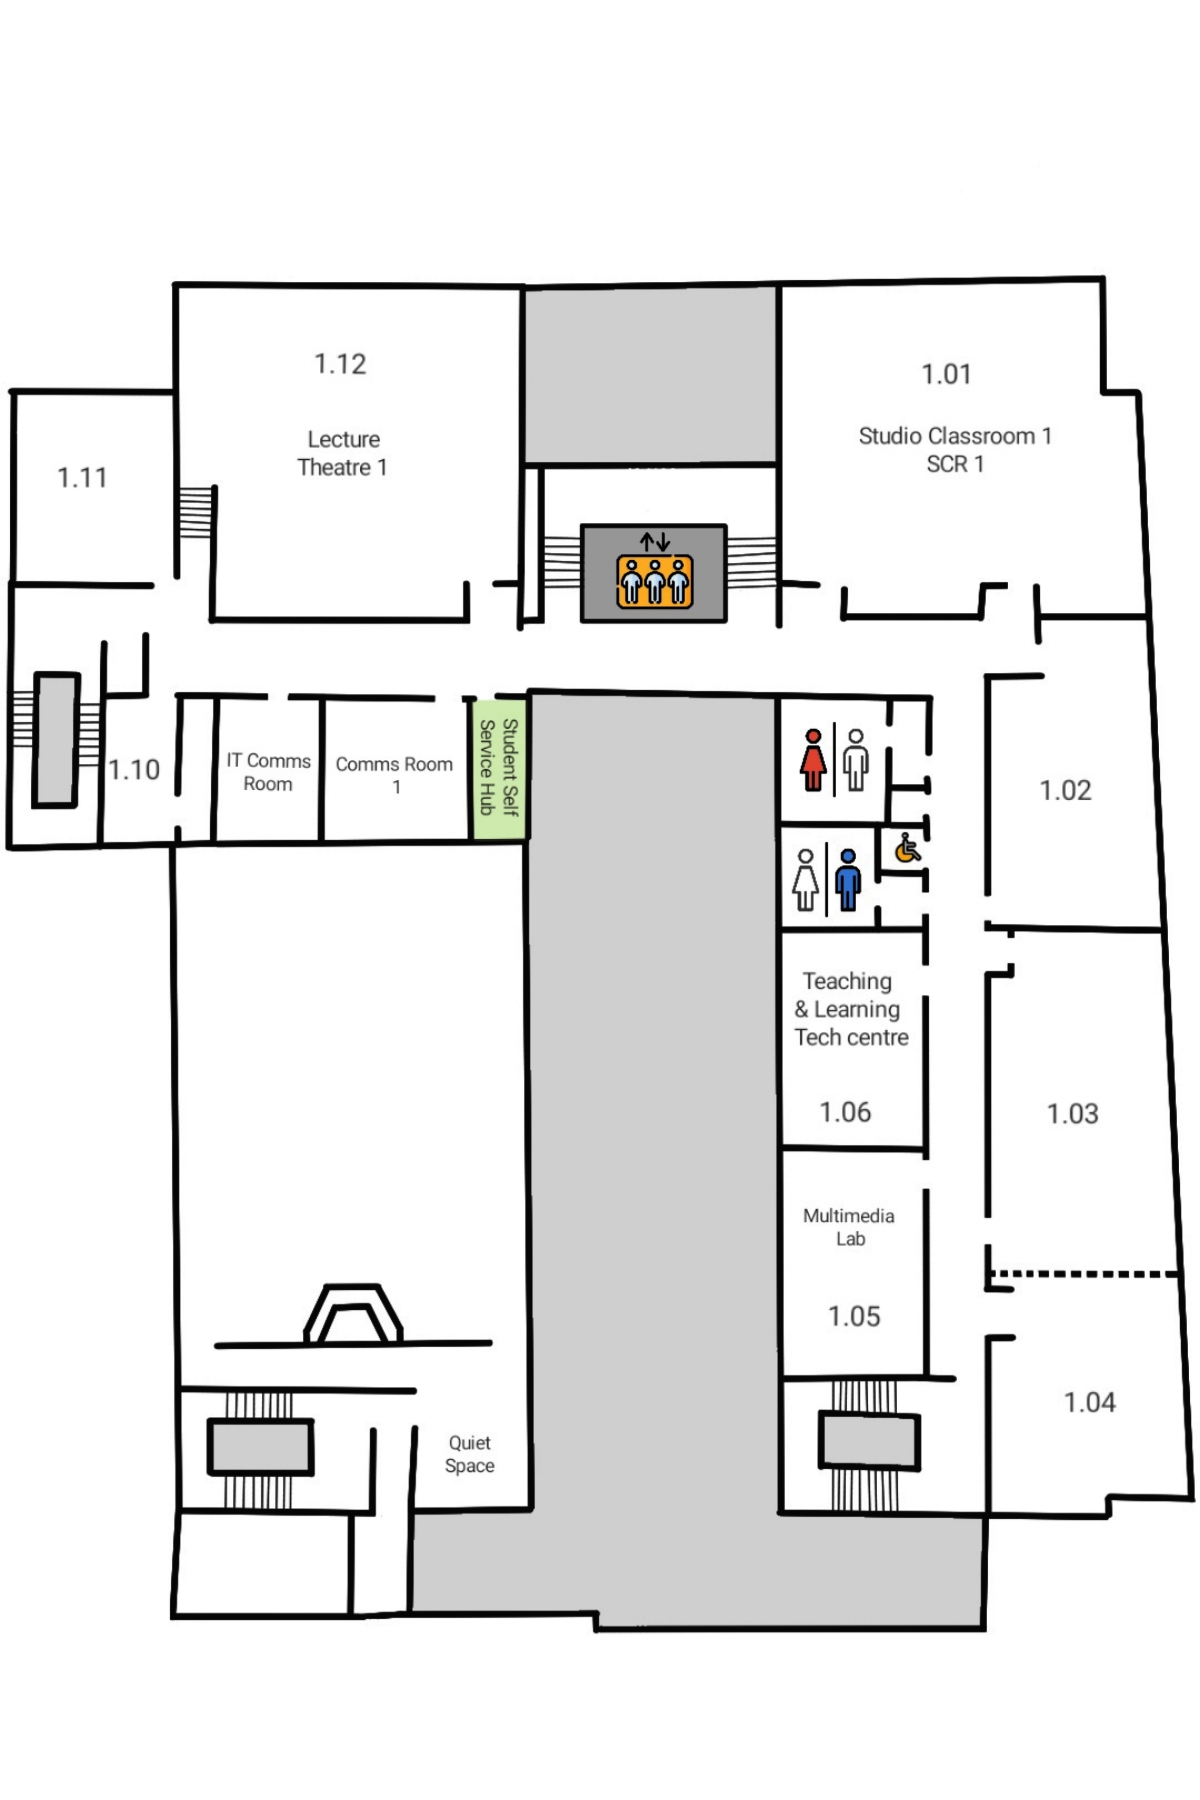 1.12
Lecture
Theatre 1
1.01
Studio Classroom 1
SCR 1
1.11
1.10
IT Comms
Room
Comms Room
1
Student Self
Service Hub
1.02
Teaching
& Learning
Tech centre
1.06
1.03
Multimedia
Lab
1.05
1.04
Quiet
Space